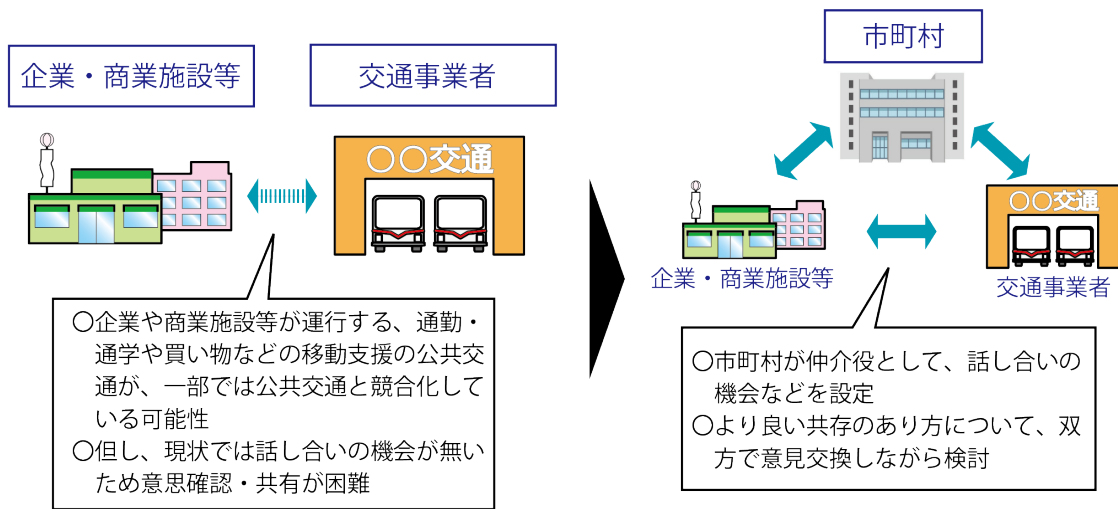 企業・商業施設等
交通事業者
〇〇交通
〇企業や商業施設等が運行する、通勤・
通学や買い物などの移動支援の公共交
通が、一部では公共交通と競合化して
いる可能性
〇但し、現状では話し合いの機会が無い
ため意思確認・共有が困難
市町村
〇〇交通
企業・商業施設等
交通事業者
〇市町村が仲介役として、話し合いの
機会などを設定
〇より良い共存のあり方について、双
方で意見交換しながら検討